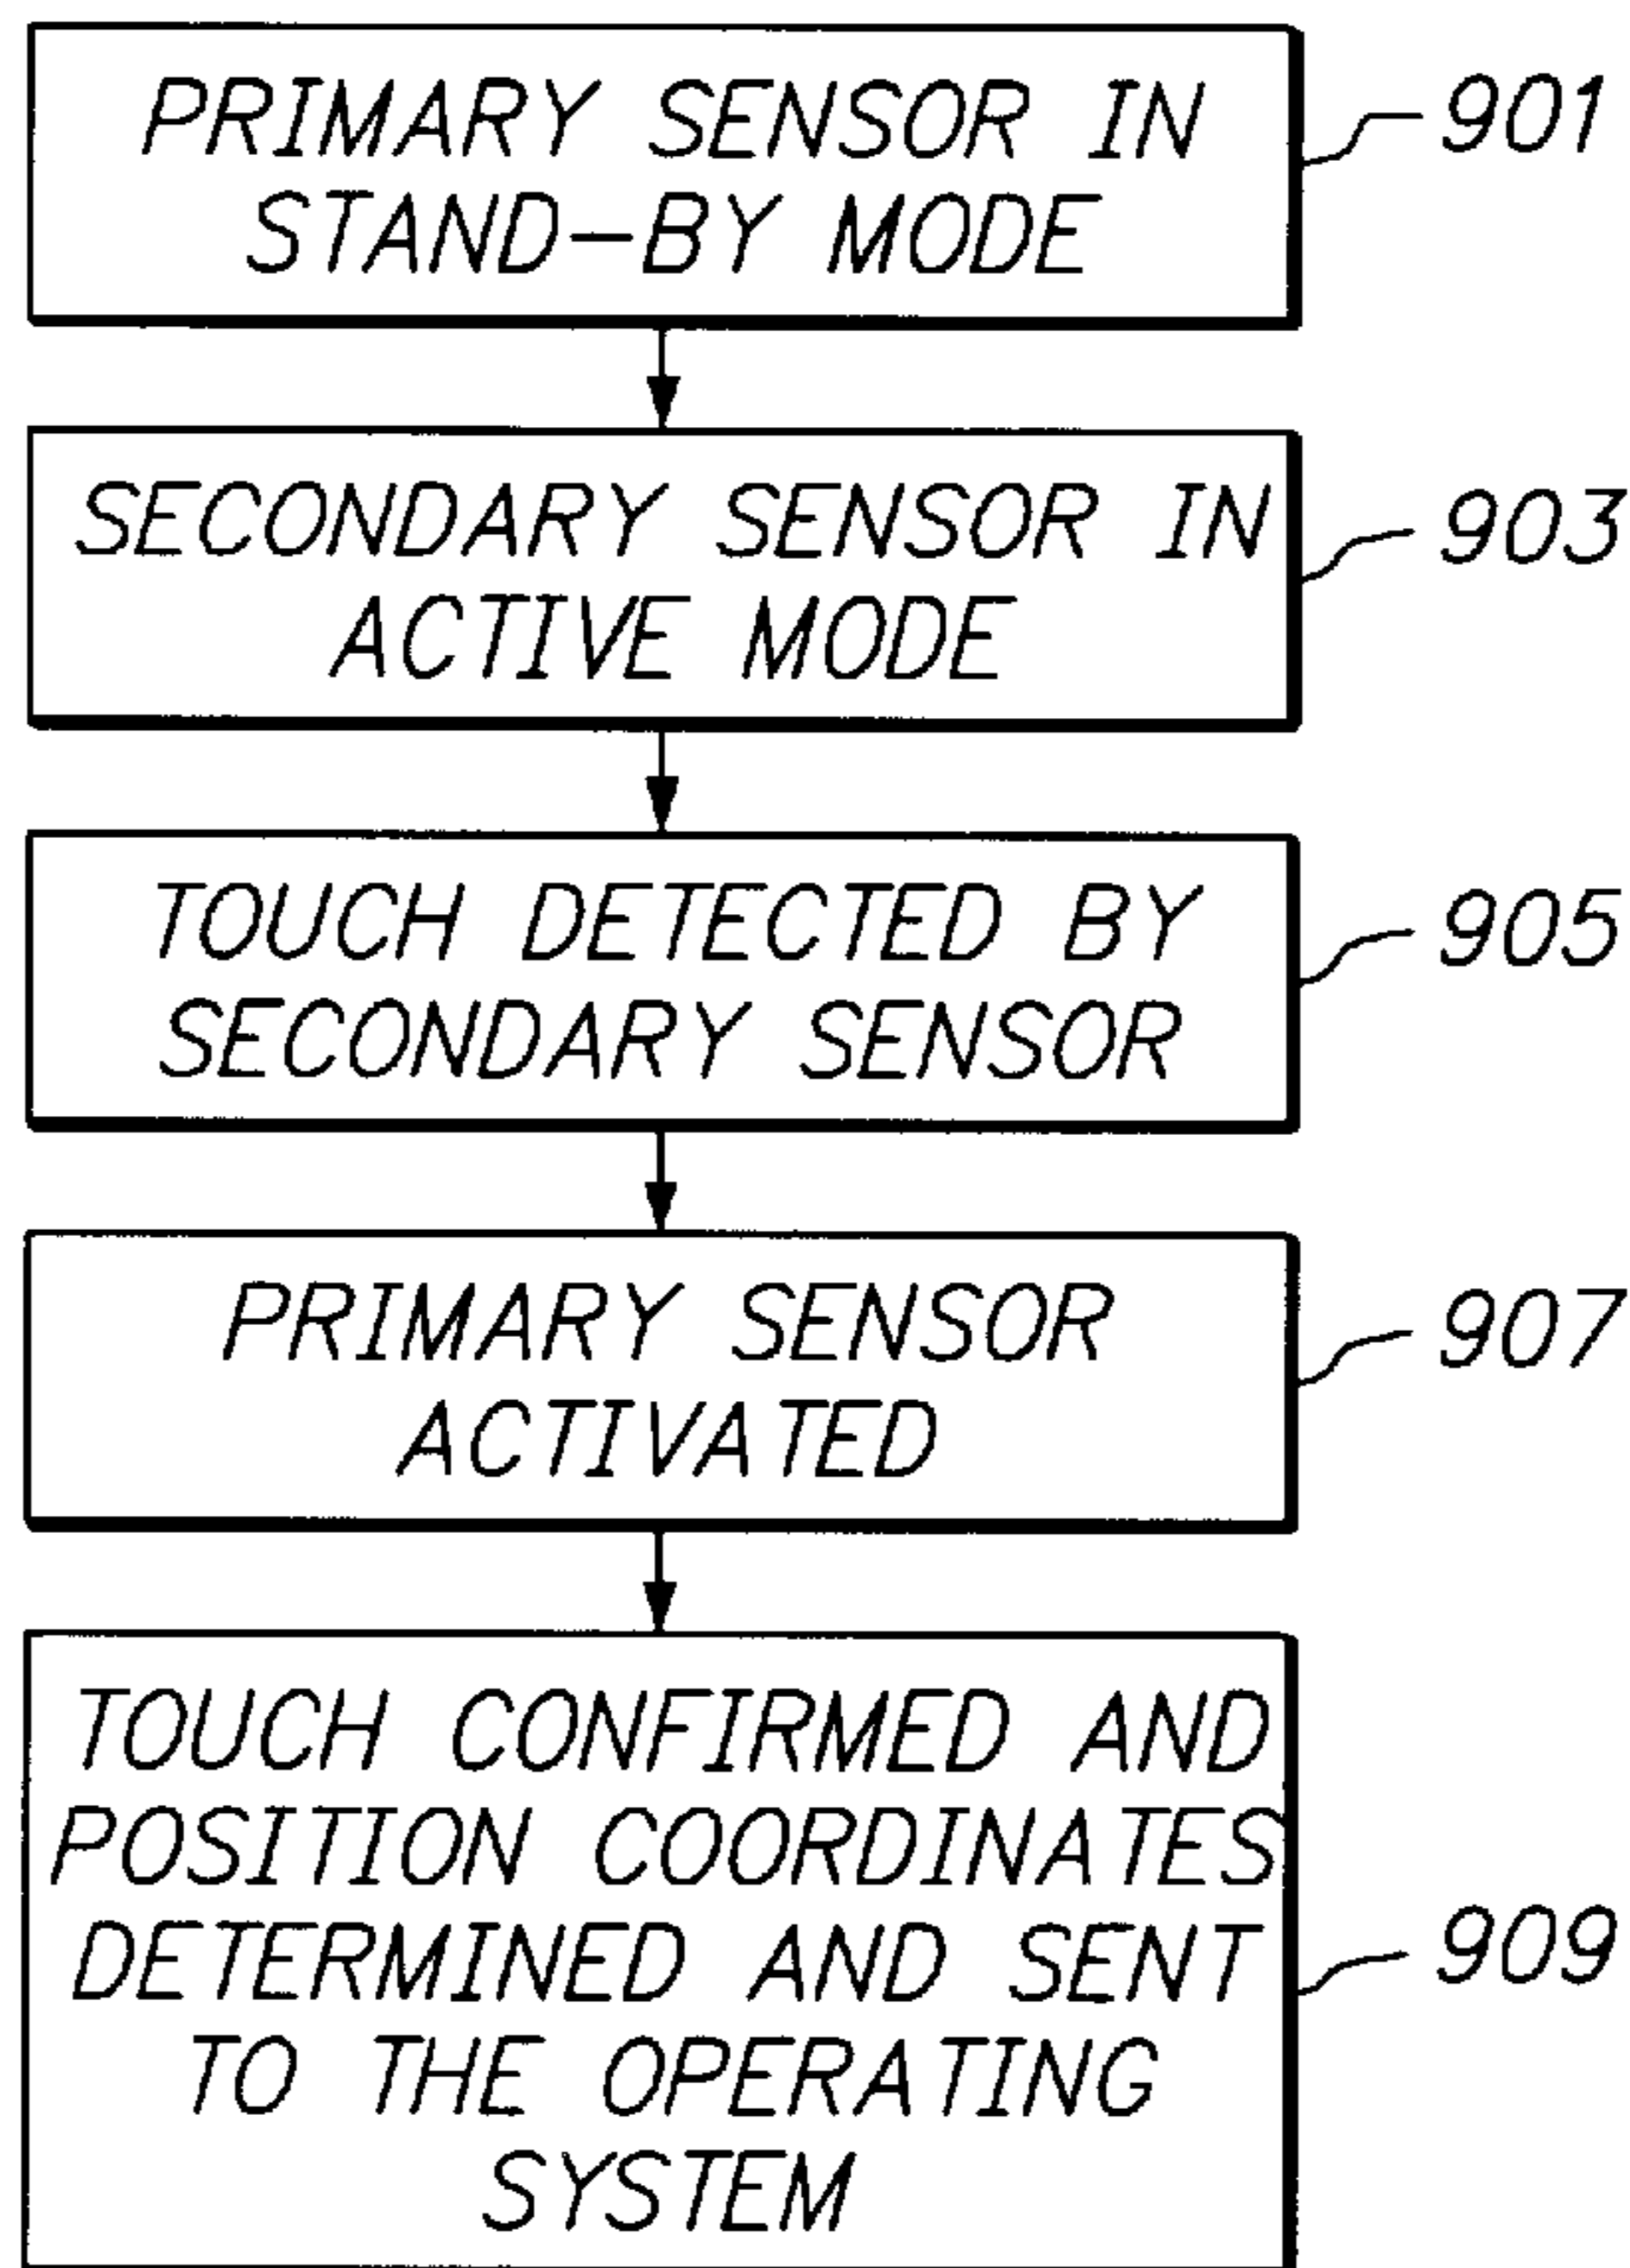 PRIMARY SENSOR IN
STAND-BY MODE
901
SECONDARY SENSOR IN
ACTIVE MODE
903
TOUCH DETECTED BY
SECONDARY SENSOR
905
PRIMARY SENSOR
ACTIVATED
907
TOUCH CONFIRMED AND
POSITION COORDINATES
DETERMINED AND SENT
TO THE OPERATING
SYSTEM
909